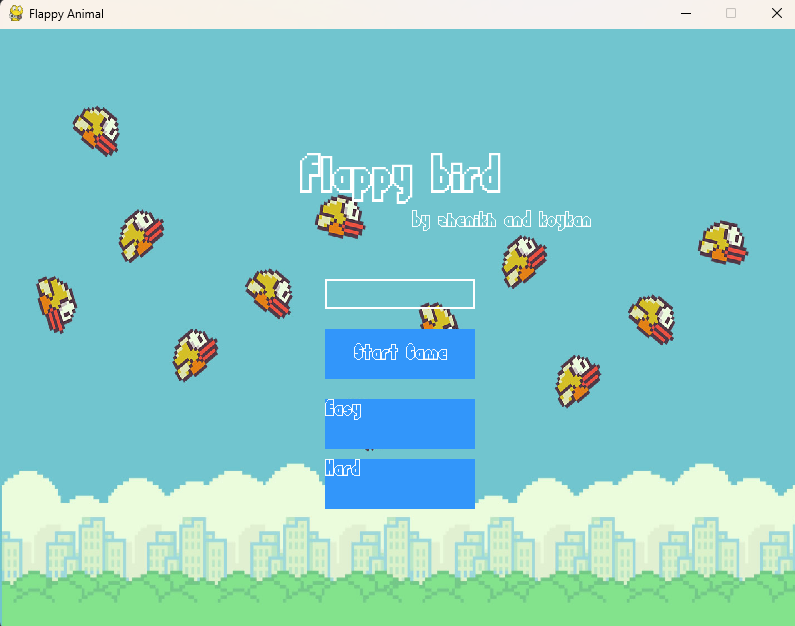 Flappy Animal
Flappy bird
by zhenikh and koykan
Start Game
Easy
Hard